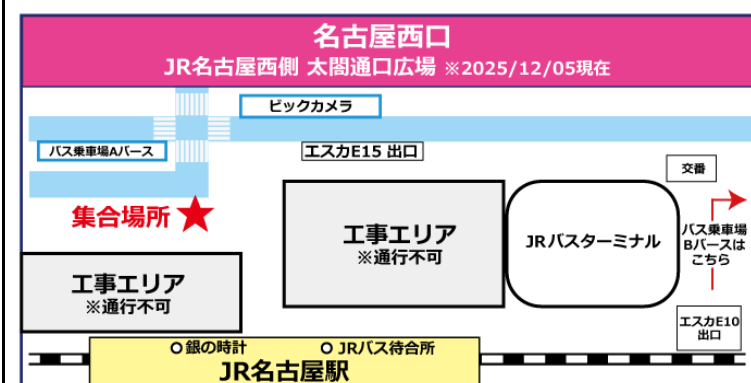 名古屋西口
JR名古屋西側 太閤通口広場 ※2025/12/05現在
ビックカメラ
バス乗車場Aバース
エスカE15 出口
交番
集合場所
工事エリア
※通行不可
JRバスターミナル
バス乗車場
Bバースは
こちら
工事エリア
※通行不可
エスカE10
出口
銀の時計
JRバス待合所
JR名古屋駅